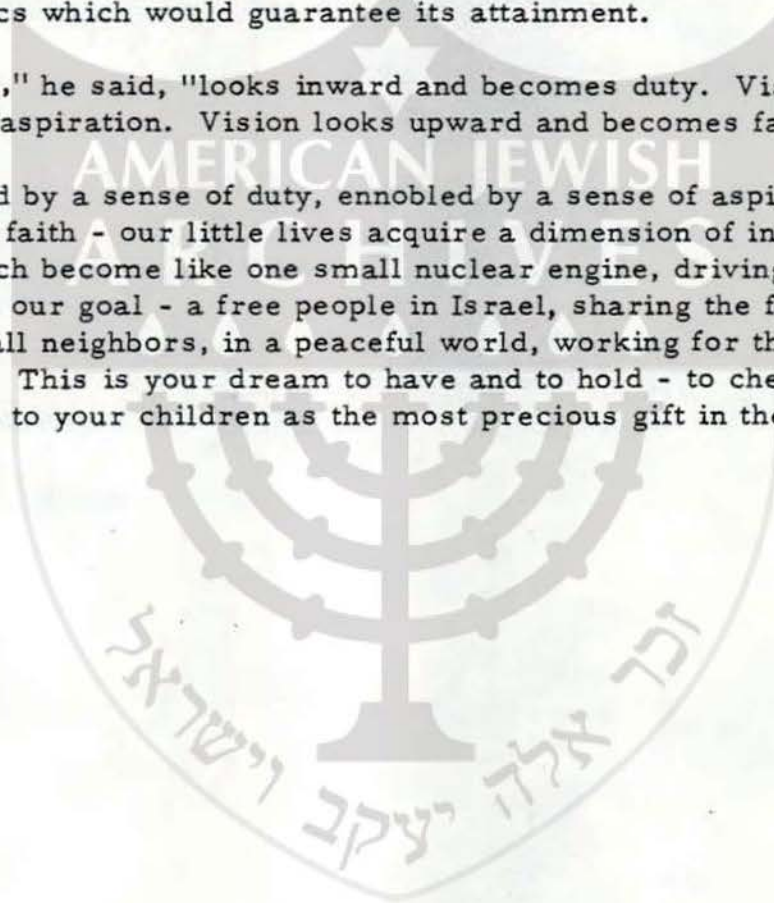 cs which would guarantee its attainment.
," he said, "looks inward and becomes duty. Vis
aspiration. Vision looks upward and becomes fa
AMERICAN JEWISH
d by a sense of duty, ennobled by a sense of aspi
ARCHIVES
faith - our little lives acquire a dimension of in
ch become like one small nuclear engine, driving
our goal - a free people in Israel, sharing the f
all neighbors, in a peaceful world, working for th
This is your dream to have and to hold - to che
to your children as the most precious gift in the
זכר אלה יעקב וישראל